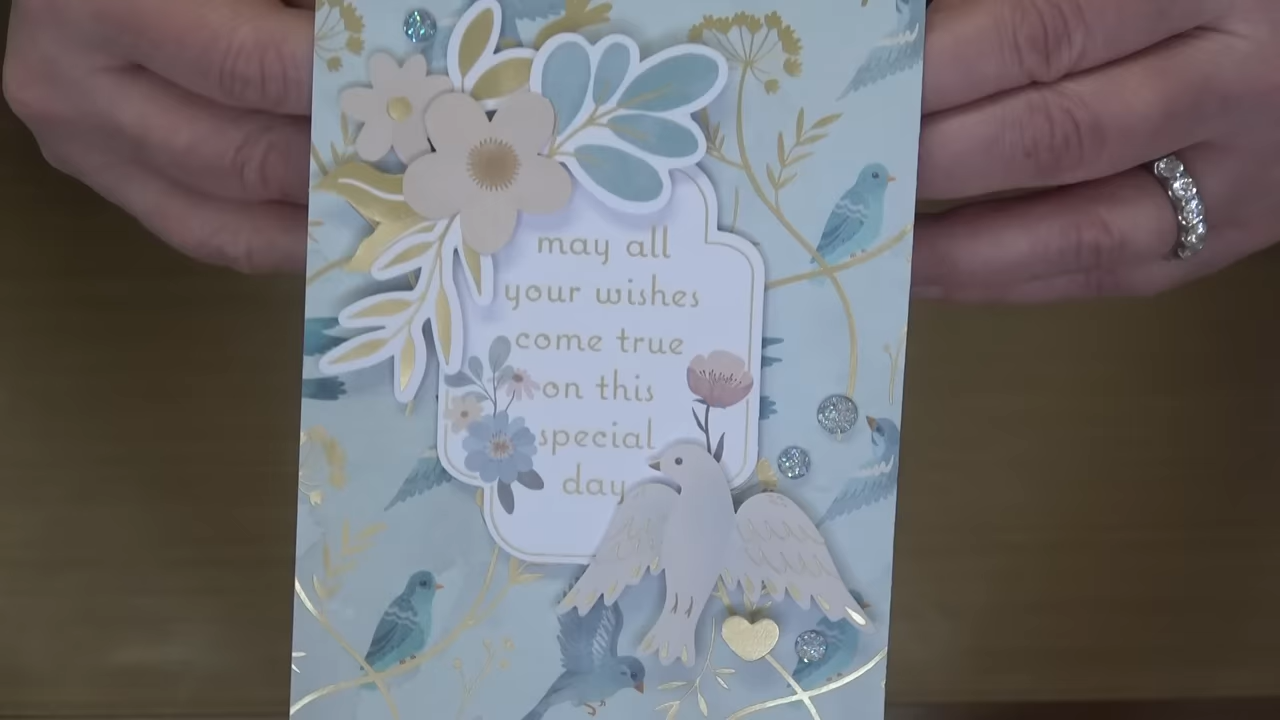 may all
your wishes
come true
on this
special
day